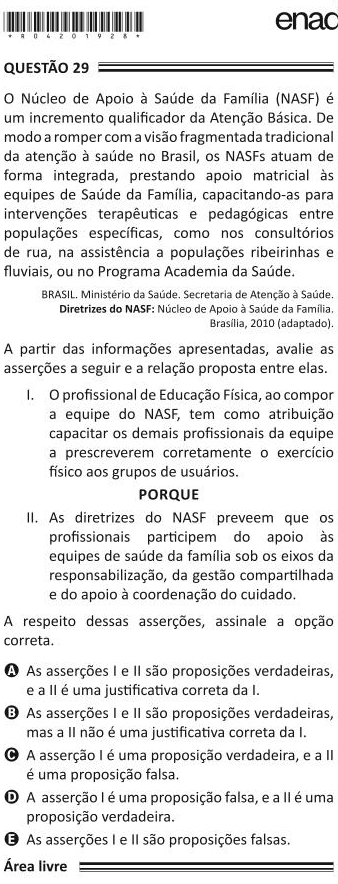 enad
*R04201928*
QUESTÃO 29
O Núcleo de Apoio à Saúde da Família (NASF) é
um incremento qualificador da Atenção Básica. De
modo a romper com a visão fragmentada tradicional
da atenção à saúde no Brasil, os NASFs atuam de
forma integrada, prestando apoio matricial às
equipes de Saúde da Família, capacitando-as para
intervenções terapêuticas e pedagógicas entre
populações específicas, como nos consultórios
de rua, na assistência a populações ribeirinhas e
fluviais, ou no Programa Academia da Saúde.
BRASIL. Ministério da Saúde. Secretaria de Atenção à Saúde.
Diretrizes do NASF: Núcleo de Apoio à Saúde da Família.
Brasília, 2010 (adaptado).
A partir das informações apresentadas, avalie as
asserções a seguir e a relação proposta entre elas.
I. O profissional de Educação Física, ao compor
a equipe do NASF, tem como atribuição
capacitar os demais profissionais da equipe
a prescreverem corretamente o exercício
físico aos grupos de usuários.
PORQUE
II. As diretrizes do NASF preveem que os
profissionais participem do apoio às
equipes de saúde da família sob os eixos da
responsabilização, da gestão compartilhada
e do apoio à coordenação do cuidado.
A respeito dessas asserções, assinale a opção
correta.
A As asserções I e II são proposições verdadeiras,
e a II é uma justificativa correta da I.
B As asserções I e II são proposições verdadeiras,
mas a II não é uma justificativa correta da I.
C A asserção I é uma proposição verdadeira, e a II
é uma proposição falsa.
D A asserção I é uma proposição falsa, e a II é uma
proposição verdadeira.
E As asserções I e II são proposições falsas.
Área livre